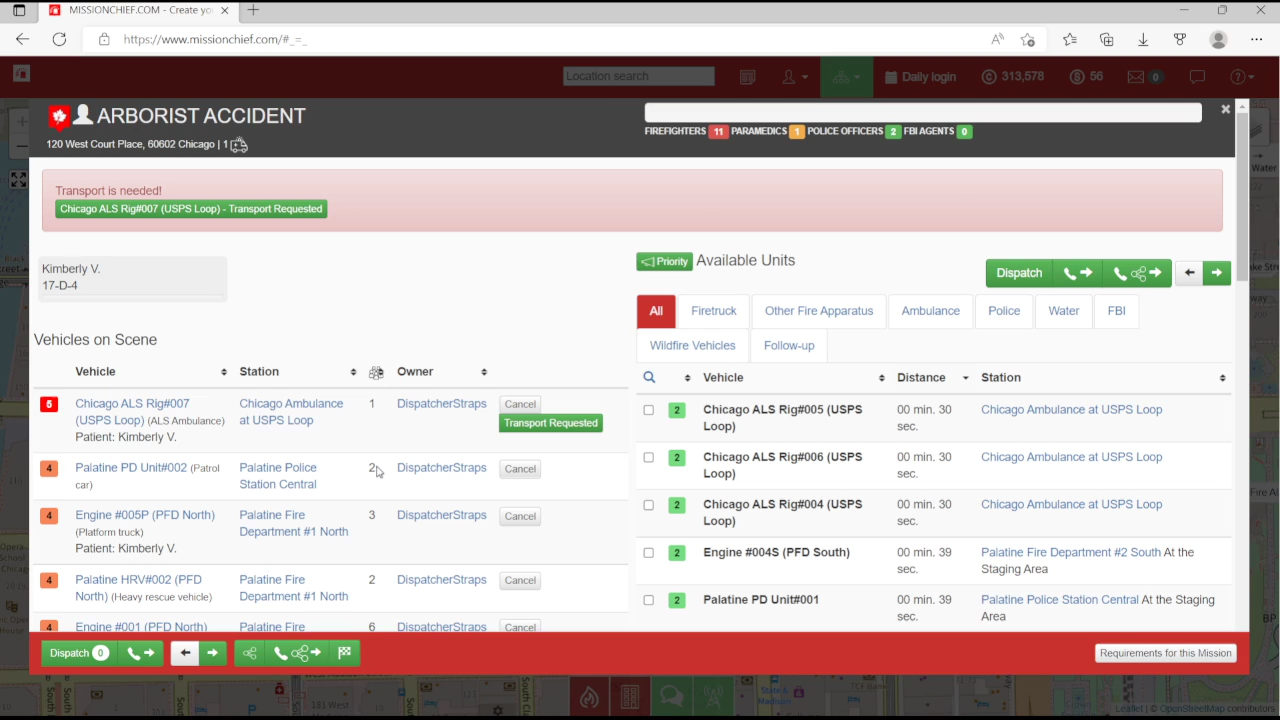 MISSIONCHIEF.COM - Create yo
https://www.missionchief.com/#_=_
Location search
Daily login
313,578
56
0
ARBORIST ACCIDENT
120 West Court Place, 60602 Chicago | 1
FIREFIGHTERS 11 PARAMEDICS 1 POLICE OFFICERS 2 FBI AGENTS 0
Transport is needed!
Chicago ALS Rig#007 (USPS Loop) - Transport Requested
Kimberly V.
17-D-4
Priority Available Units
Dispatch
All Firetruck Other Fire Apparatus Ambulance Police Water FBI
Wildfire Vehicles Follow-up
Vehicles on Scene
Vehicle Station Owner
5 Chicago ALS Rig#007 Chicago Ambulance 1 DispatcherStraps Cancel
(USPS Loop) (ALS Ambulance) at USPS Loop Transport Requested
Patient: Kimberly V.
4 Palatine PD Unit#002 (Patrol Palatine Police 2 DispatcherStraps Cancel
car) Station Central
4 Engine #005P (PFD North) Palatine Fire 3 DispatcherStraps Cancel
(Platform truck) Department #1 North
Patient: Kimberly V.
4 Palatine HRV#002 (PFD Palatine Fire 2 DispatcherStraps Cancel
North) (Heavy rescue vehicle) Department #1 North
4 Engine #001 (PFD North) Palatine Fire 6 DispatcherStraps Cancel
Vehicle Distance Station
2 Chicago ALS Rig#005 (USPS 00 min. 30 Chicago Ambulance at USPS Loop
Loop) sec.
2 Chicago ALS Rig#006 (USPS 00 min. 30 Chicago Ambulance at USPS Loop
Loop) sec.
2 Chicago ALS Rig#004 (USPS 00 min. 30 Chicago Ambulance at USPS Loop
Loop) sec.
2 Engine #004S (PFD South) 00 min. 39 Palatine Fire Department #2 South At the
sec. Staging Area
2 Palatine PD Unit#001 00 min. 39 Palatine Police Station Central At the Staging
sec. Area
Dispatch 0
Requirements for this Mission
181 West
State &
Madison
TCF Bank
Leaflet | © OpenStreetMap contributors